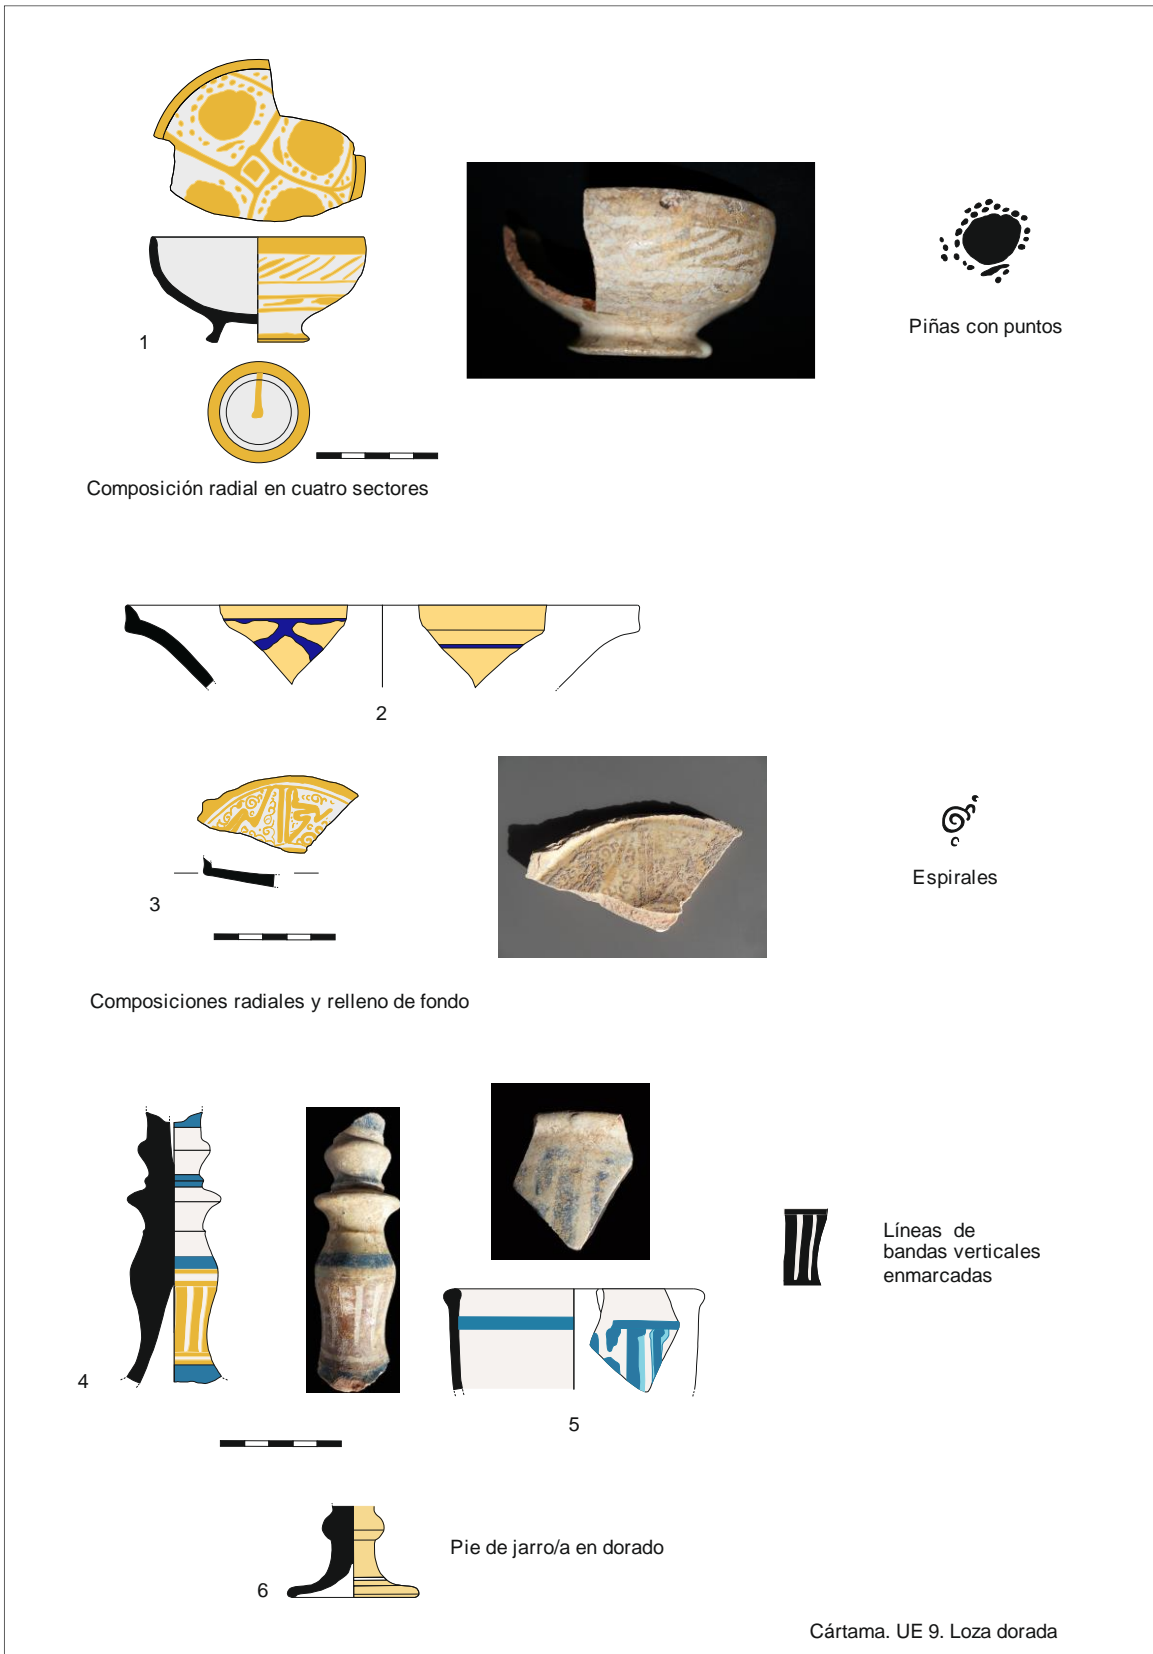 1
Piñas con puntos
Composición radial en cuatro sectores
2
3
Espirales
Composiciones radiales y relleno de fondo
4
5
Líneas de
bandas verticales
enmarcadas
6
Pie de jarro/a en dorado
Cártama. UE 9. Loza dorada